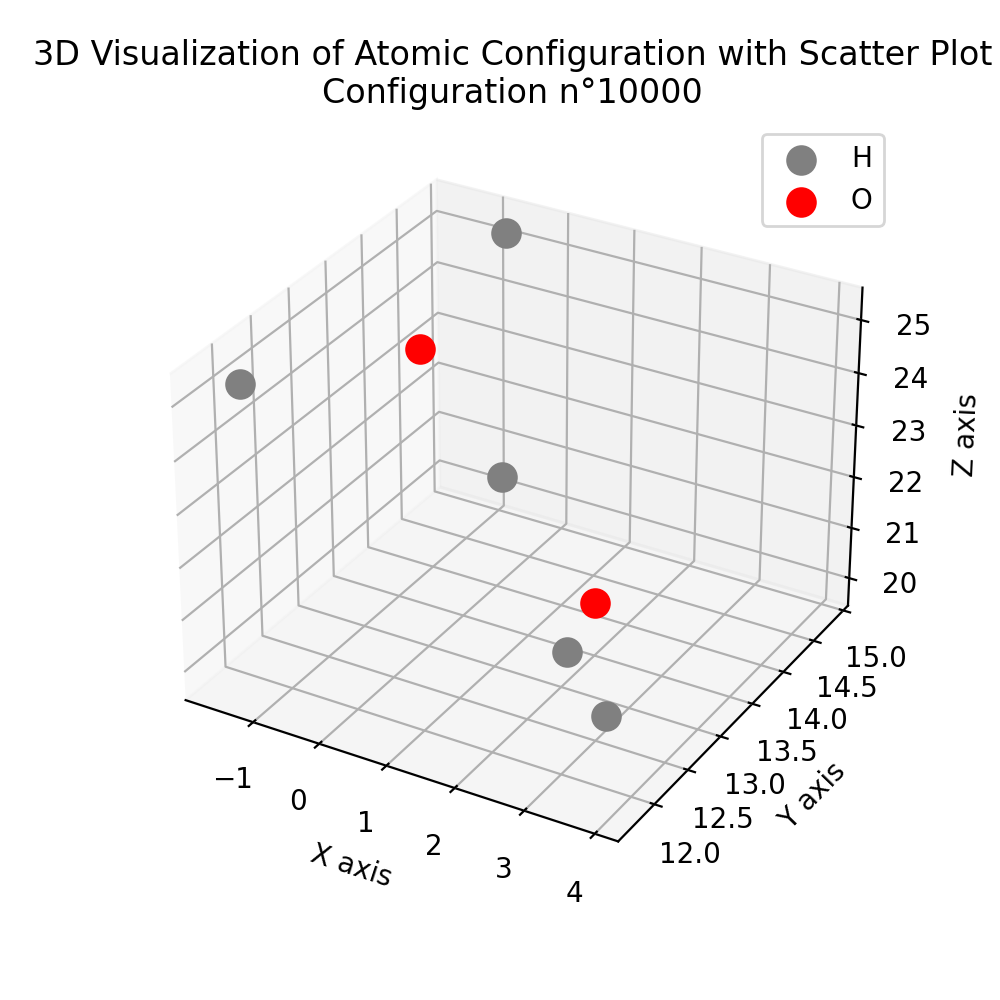 3D Visualization of Atomic Configuration with Scatter Plot
Configuration n°10000
H
O
25
24
23
22
21
20
Z axis
15.0
14.5
14.0
13.5
13.0
12.5
12.0
Y axis
−1
0
1
2
3
4
X axis